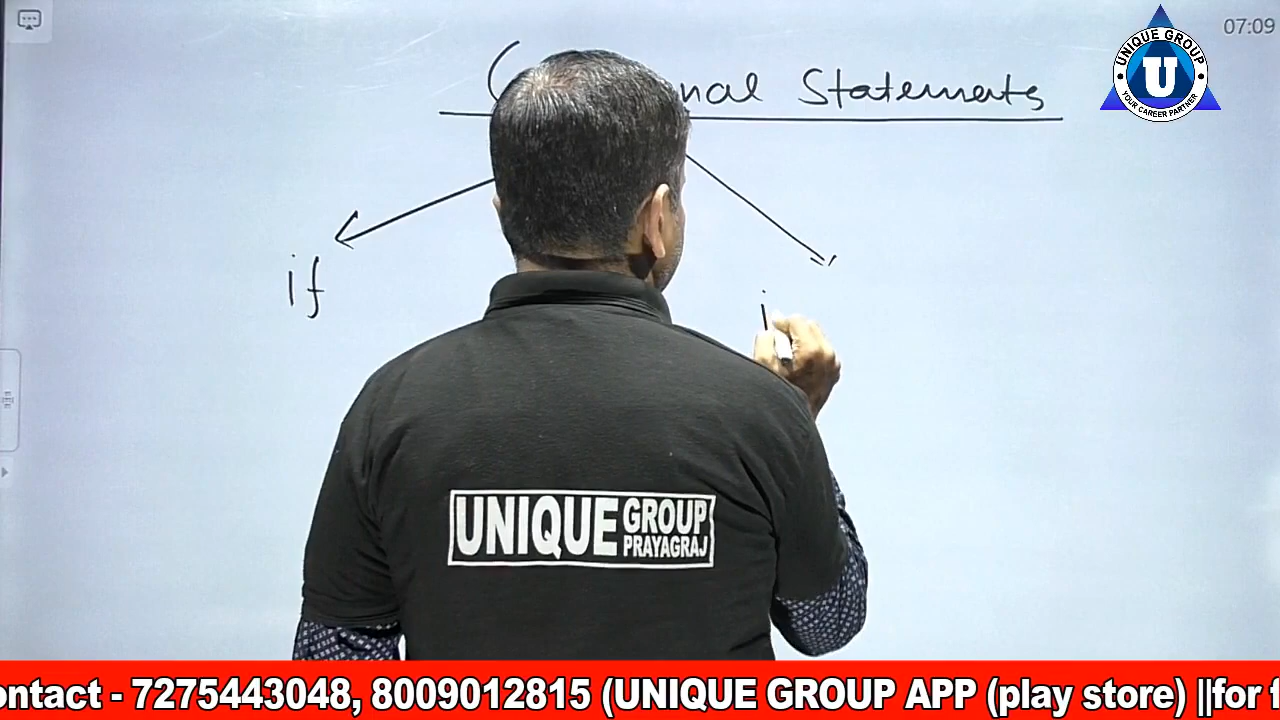 07:09
UNIQUE GROUP
U
YOUR CAREER PARTNER
Statements
if
UNIQUE GROUP
PRAYAGRAJ
ontact - 7275443048, 8009012815 (UNIQUE GROUP APP (play store) ||for f